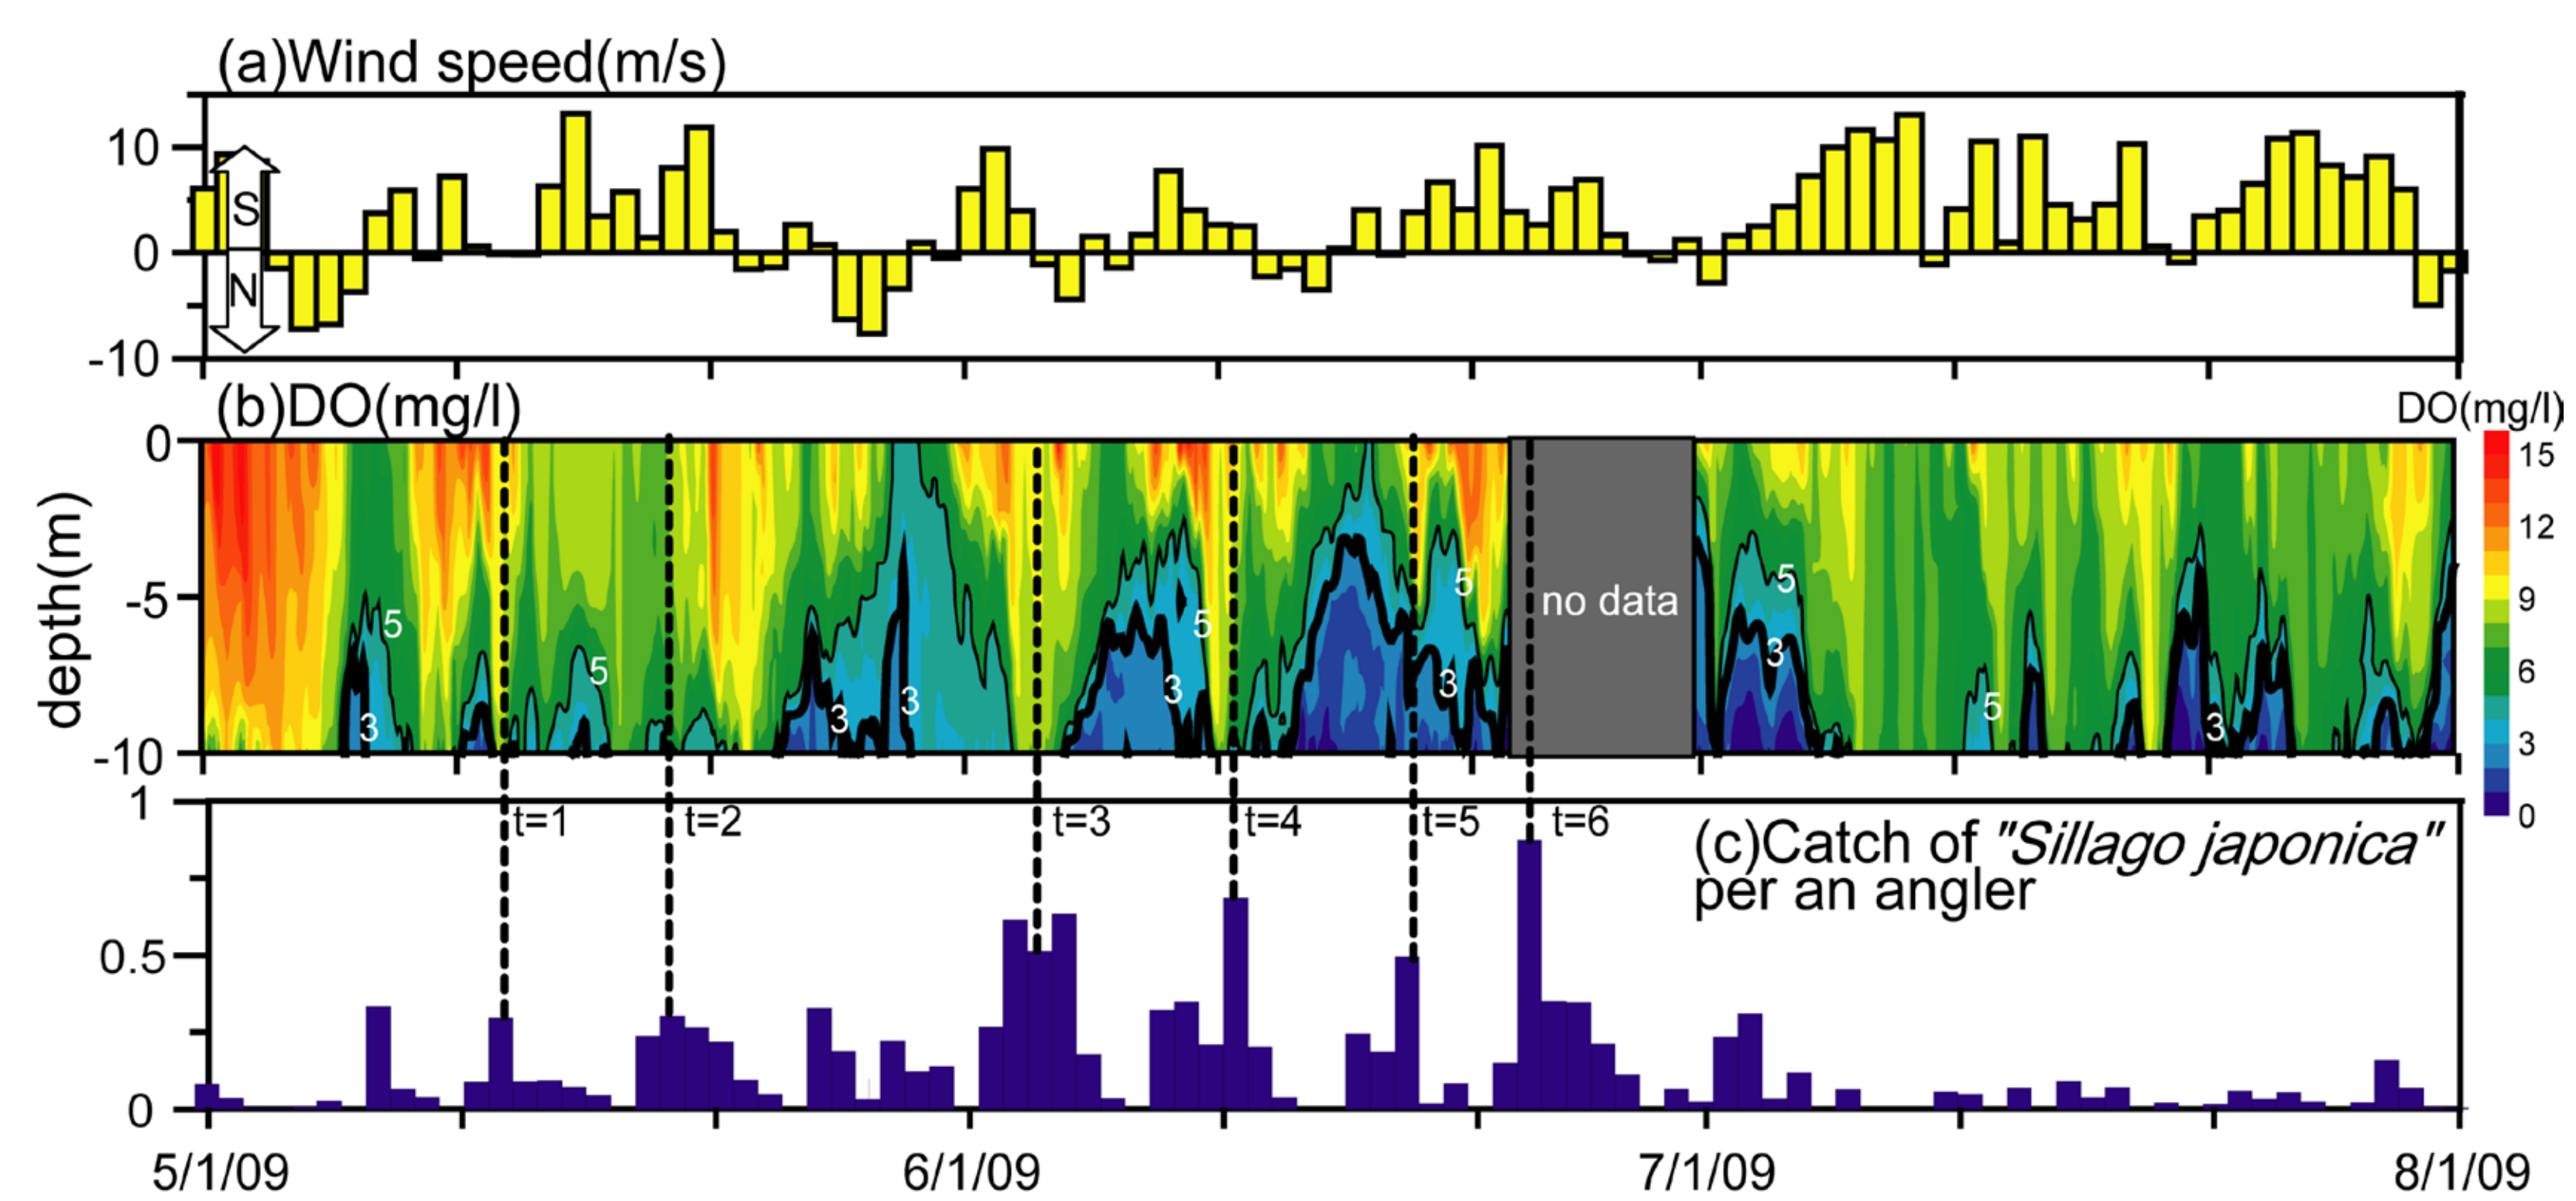 (a)Wind speed(m/s)
10
0
-10
S
N
(b)DO(mg/l)
DO(mg/l)
0
-5
-10
depth(m)
5
3
5
3
3
5
3
5
3
no data
5
3
5
3
15
12
9
6
3
0
t=1
t=2
t=3
t=4
t=5
t=6
(c)Catch of "Sillago japonica"
per an angler
1
0.5
0
5/1/09
6/1/09
7/1/09
8/1/09